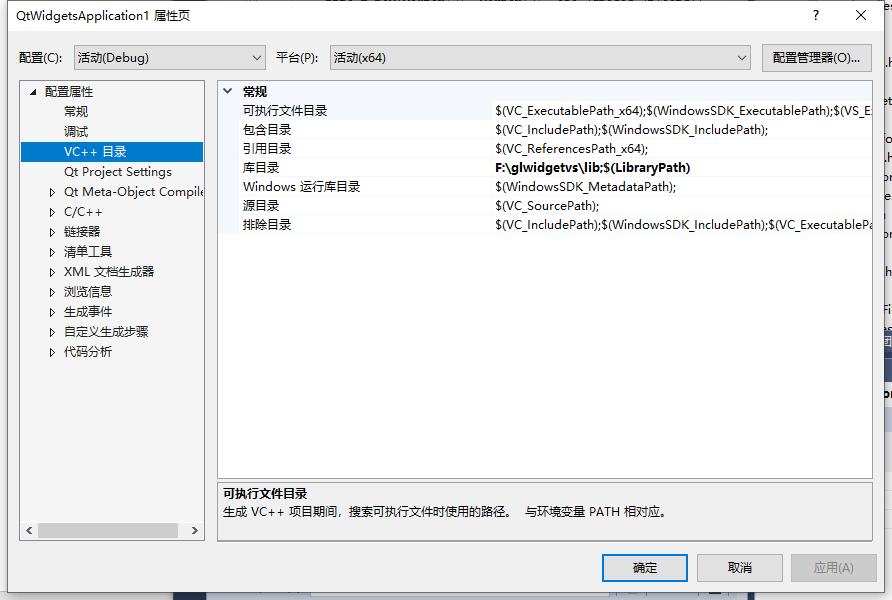 QtWidgetsApplication1 属性页
配置(C): 活动(Debug) 平台(P): 活动(x64) 配置管理器(O)...
配置属性
常规
调试
VC++ 目录
Qt Project Settings
Qt Meta-Object Compile
C/C++
链接器
清单工具
XML 文档生成器
浏览信息
生成事件
自定义生成步骤
代码分析
常规
可执行文件目录 $(VC_ExecutablePath_x64);$(WindowsSDK_ExecutablePath);$(VS_E
包含目录 $(VC_IncludePath);$(WindowsSDK_IncludePath);
引用目录 $(VC_ReferencesPath_x64);
库目录 F:\glwidgetvs\lib;$(LibraryPath)
Windows 运行库目录 $(WindowsSDK_MetadataPath);
源目录 $(VC_SourcePath);
排除目录 $(VC_IncludePath);$(WindowsSDK_IncludePath);$(VC_ExecutablePa
可执行文件目录
生成 VC++ 项目期间，搜索可执行文件时使用的路径。 与环境变量 PATH 相对应。
确定 取消 应用(A)